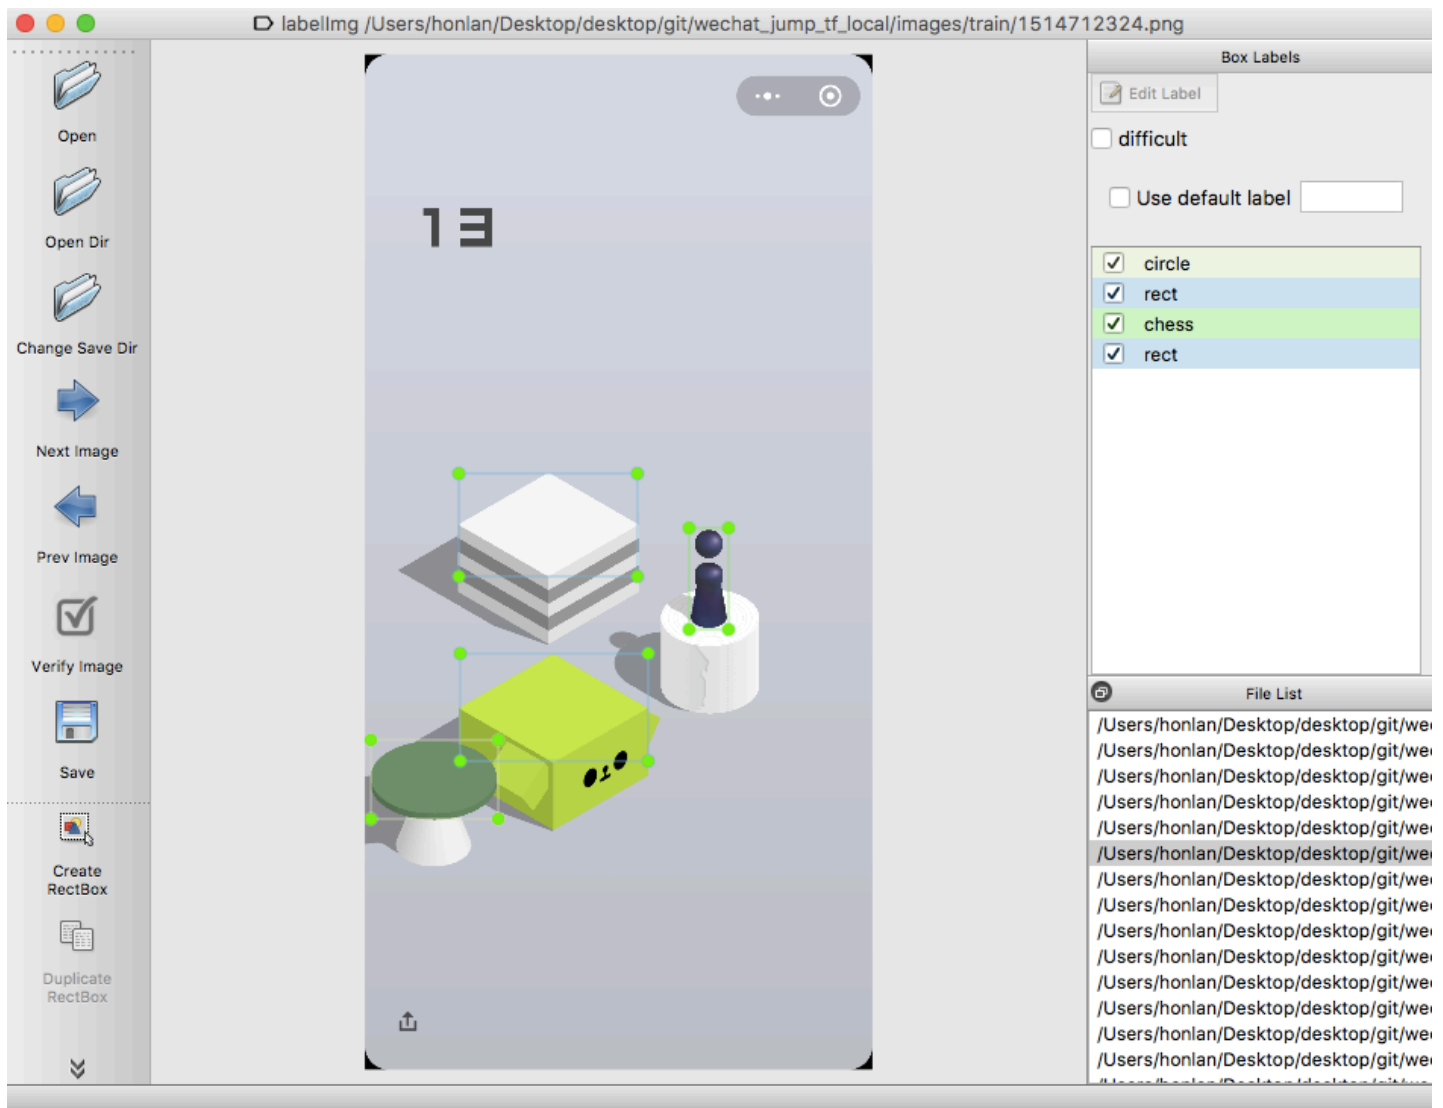 labelImg /Users/honlan/Desktop/desktop/git/wechat_jump_tf_local/images/train/1514712324.png
Open
Open Dir
Change Save Dir
Next Image
Prev Image
Verify Image
Save
Create
RectBox
Duplicate
RectBox
13
Box Labels
Edit Label
difficult
Use default label
circle
rect
chess
rect
File List
/Users/honlan/Desktop/desktop/git/we
/Users/honlan/Desktop/desktop/git/we
/Users/honlan/Desktop/desktop/git/we
/Users/honlan/Desktop/desktop/git/we
/Users/honlan/Desktop/desktop/git/we
/Users/honlan/Desktop/desktop/git/we
/Users/honlan/Desktop/desktop/git/we
/Users/honlan/Desktop/desktop/git/we
/Users/honlan/Desktop/desktop/git/we
/Users/honlan/Desktop/desktop/git/we
/Users/honlan/Desktop/desktop/git/we
/Users/honlan/Desktop/desktop/git/we
/Users/honlan/Desktop/desktop/git/we
/Users/honlan/Desktop/desktop/git/we